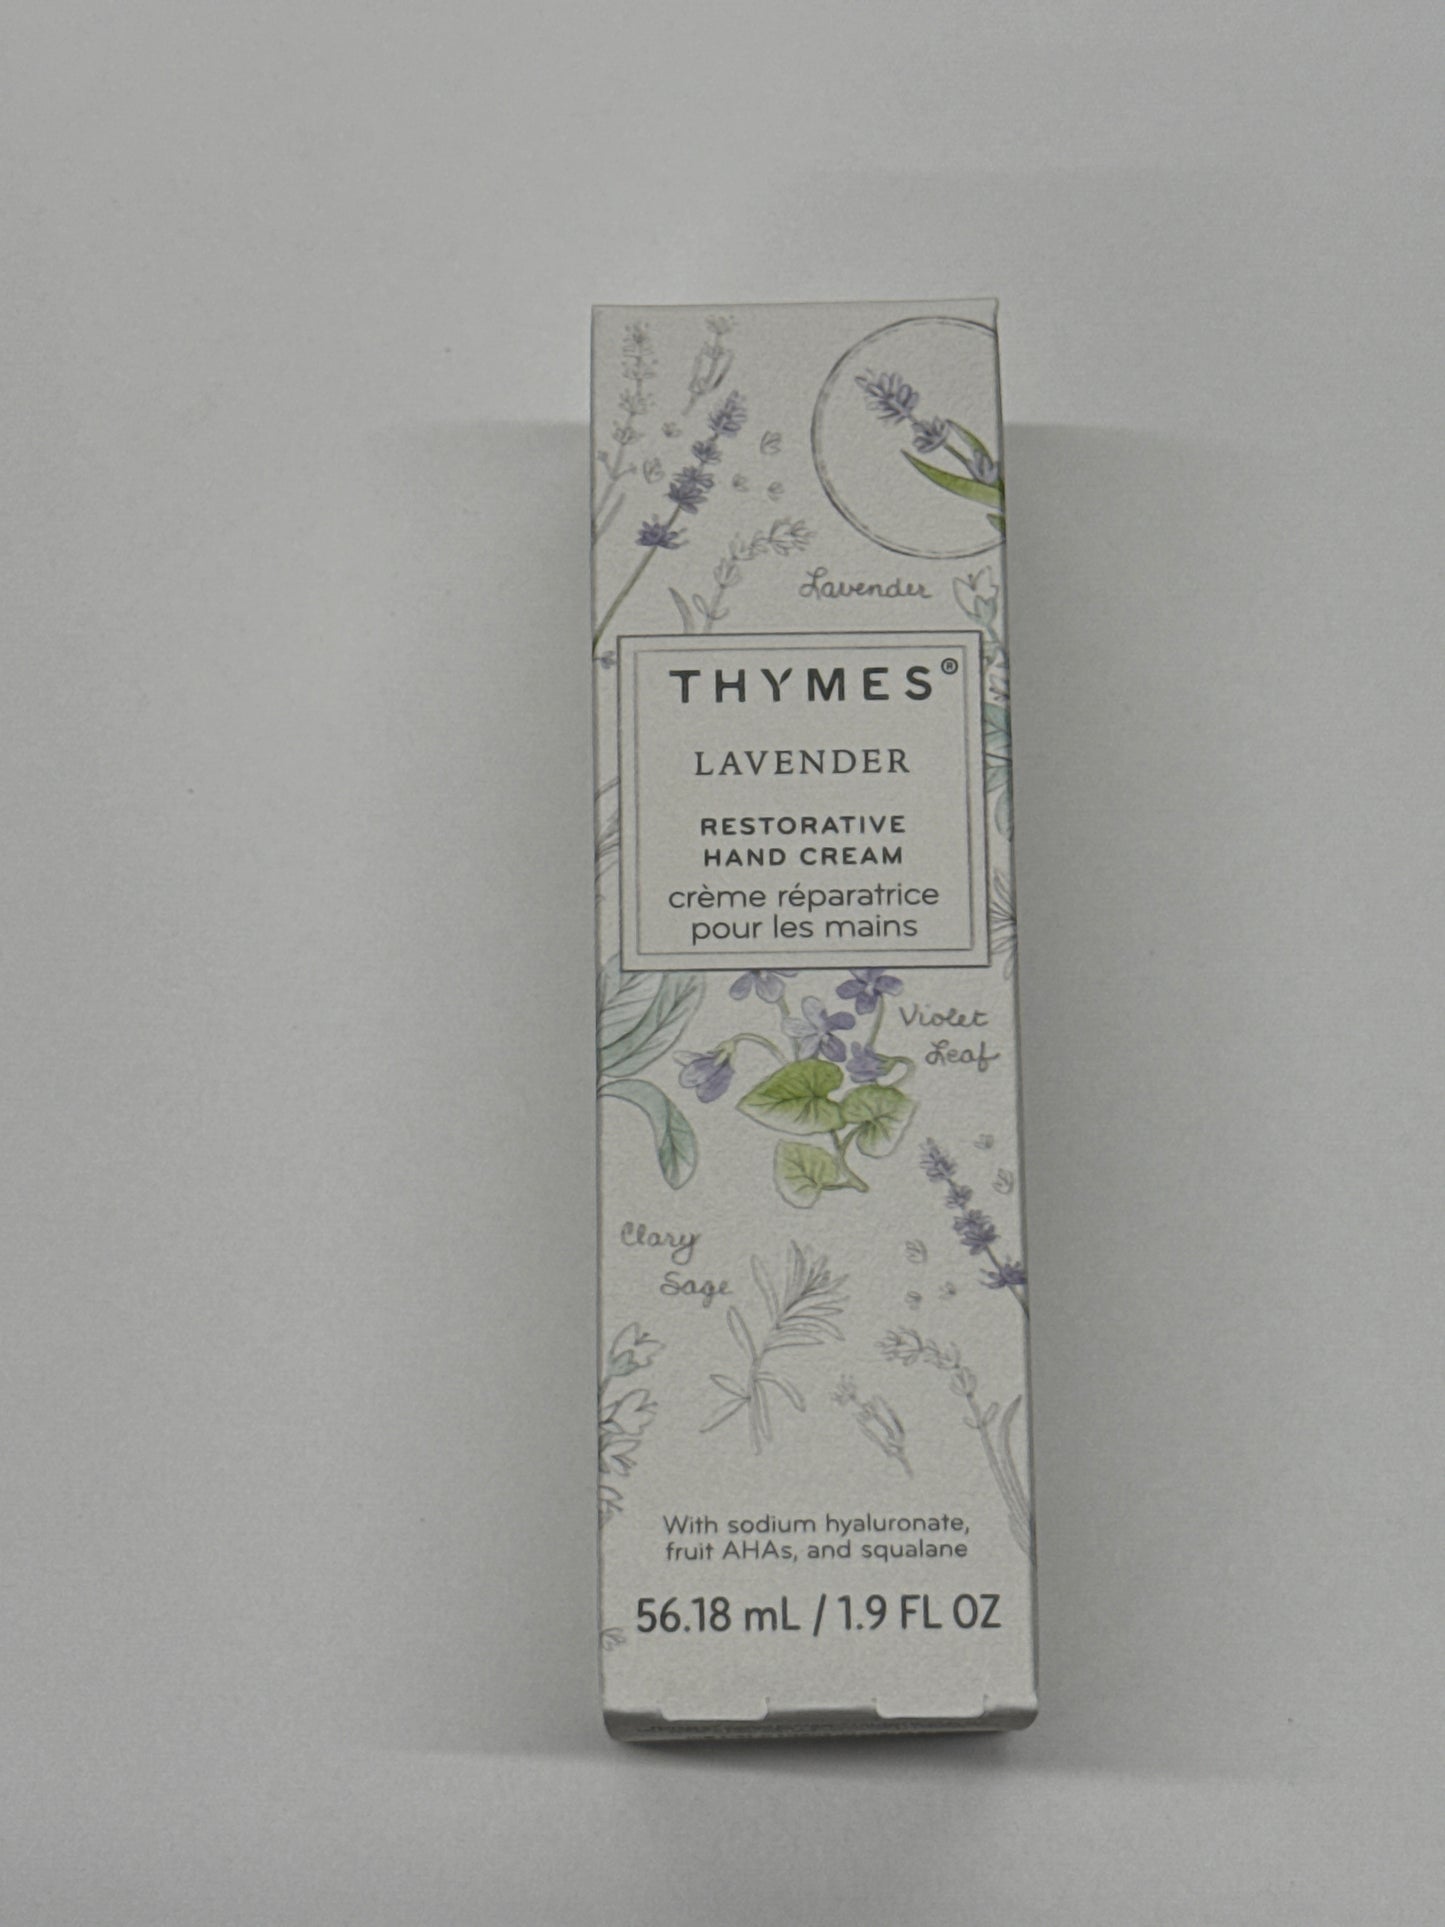 Lavender
THYMES®
LAVENDER
RESTORATIVE
HAND CREAM
crème réparatrice
pour les mains
Violet
Leaf
Clary
Sage
With sodium hyaluronate,
fruit AHAs, and squalane
56.18 mL / 1.9 FL OZ